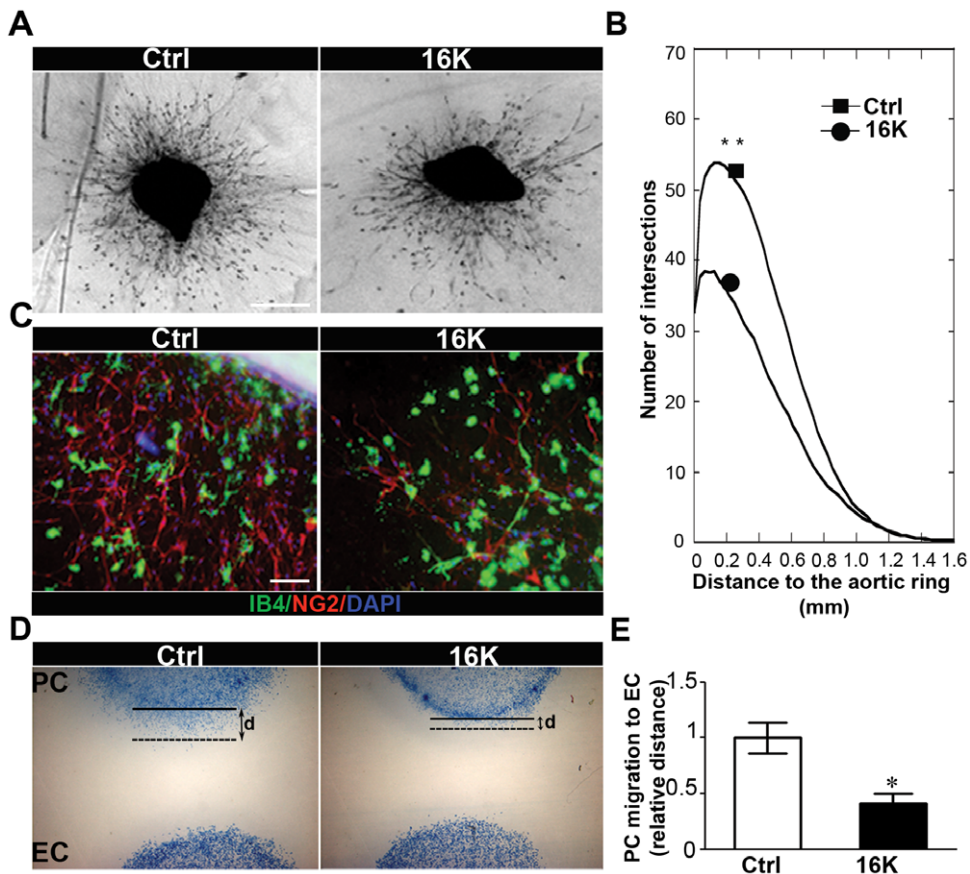 A
Ctrl 16K
B
70
60
50
40
30
20
10
0
Number of intersections
Ctrl
16K
* *
0 0.2 0.4 0.6 0.8 1.0 1.2 1.4 1.6
Distance to the aortic ring
(mm)
C
Ctrl 16K
IB4/NG2/DAPI
D
Ctrl 16K
PC
d d
EC
E
PC migration to EC
(relative distance)
1.5
1
0.5
0
*
Ctrl 16K